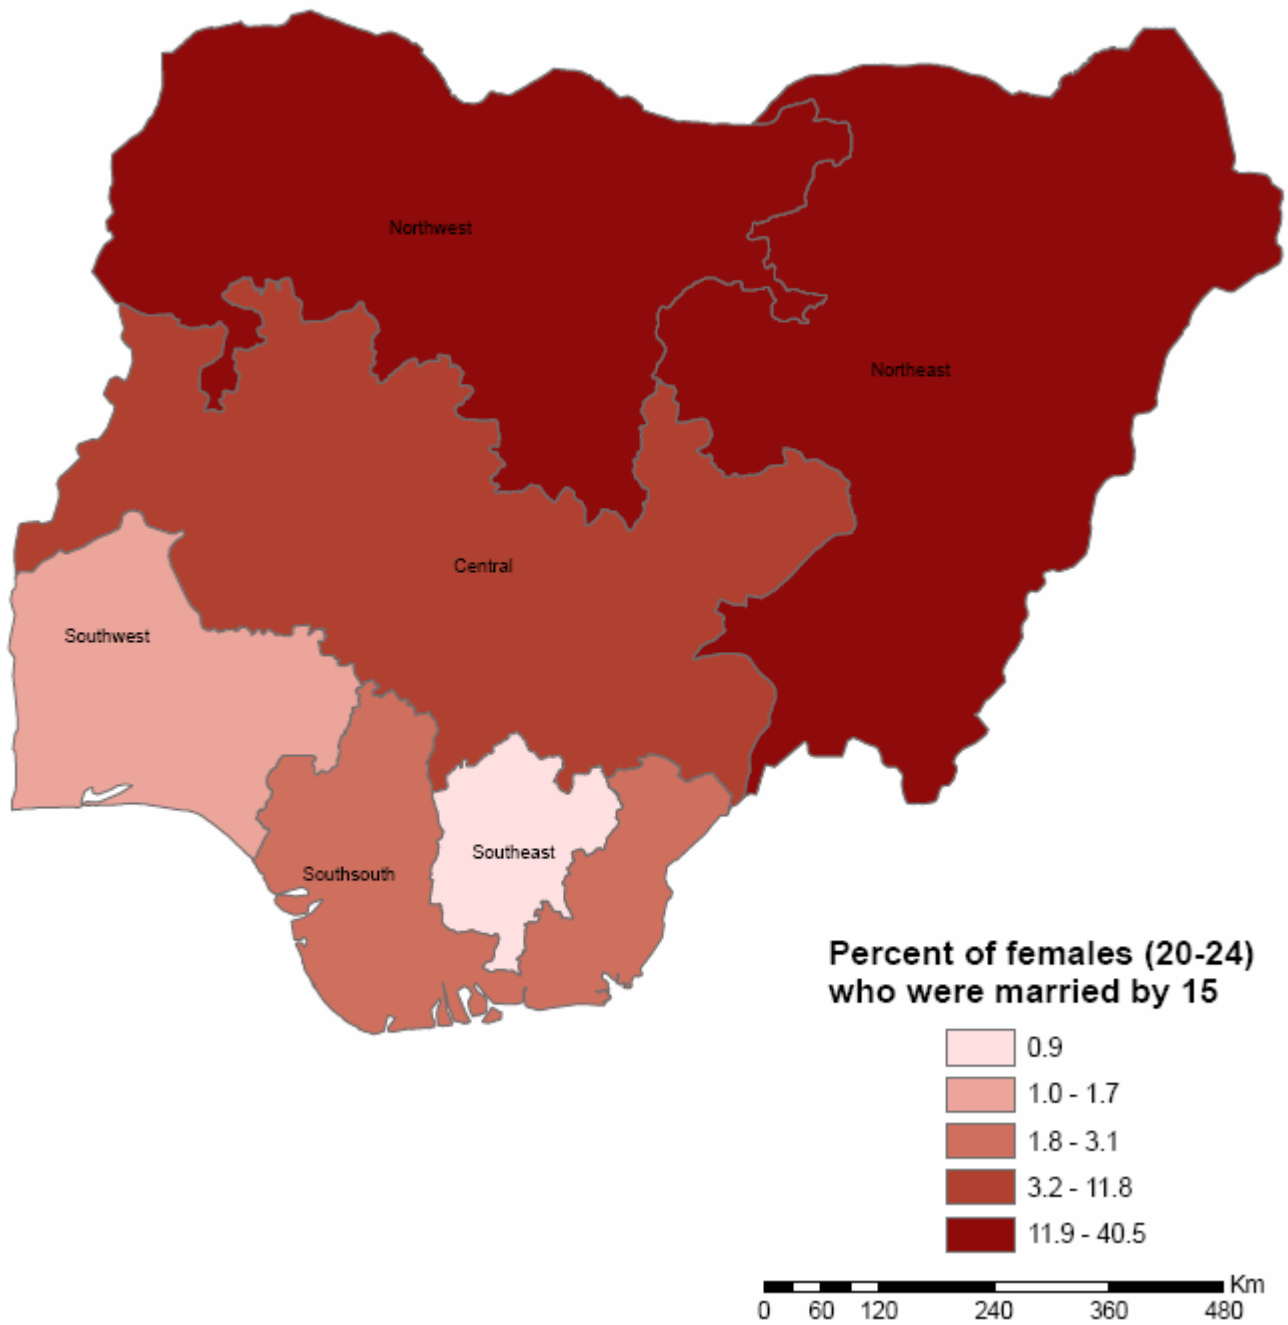 Northwest
Northeast
Central
Southwest
Southeast
Southsouth
Percent of females (20-24)
who were married by 15
0.9
1.0 - 1.7
1.8 - 3.1
3.2 - 11.8
11.9 - 40.5
Km
0 60 120 240 360 480